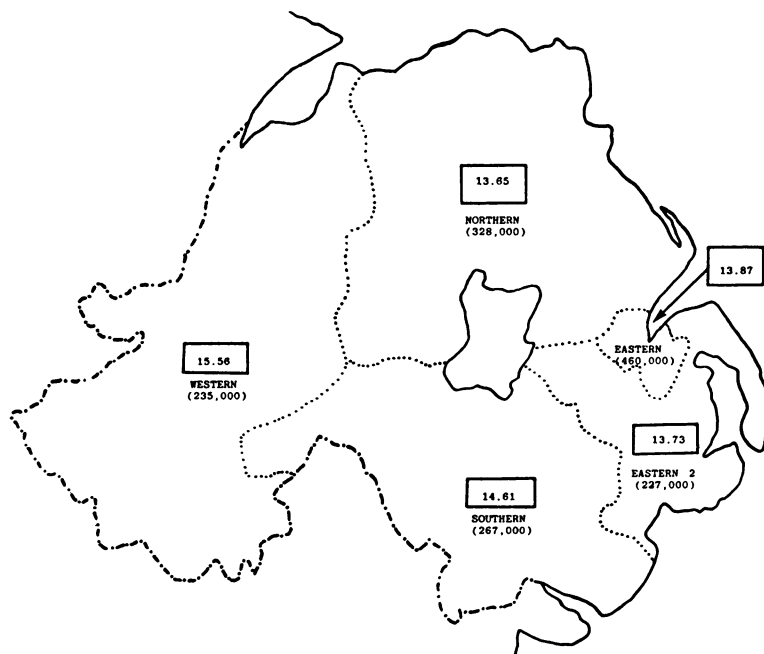 13.65
NORTHERN
(328,000)
13.87
EASTERN
(460,000)
15.56
WESTERN
(235,000)
13.73
EASTERN 2
(227,000)
14.61
SOUTHERN
(267,000)